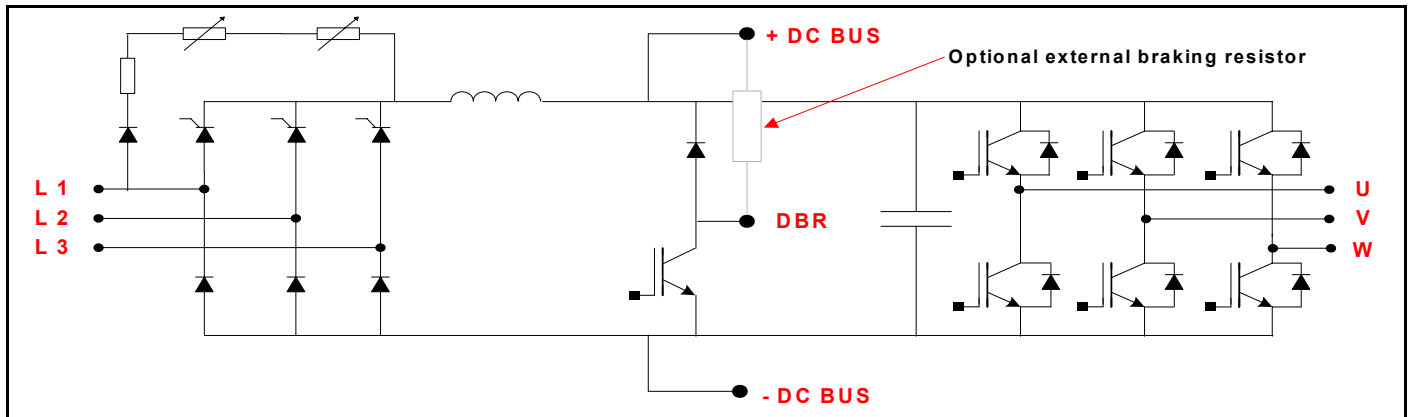 + DC BUS
Optional external braking resistor
L 1
L 2
L 3
DBR
U
V
W
- DC BUS